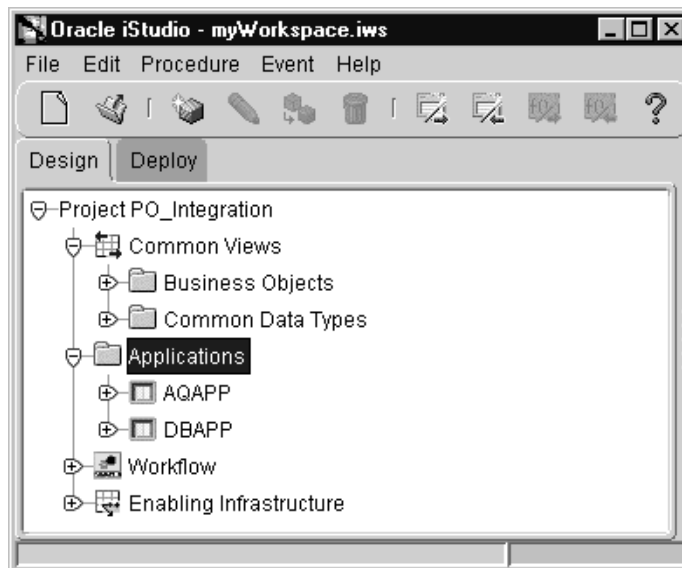 Oracle iStudio - myWorkspace.iws
File Edit Procedure Event Help
Design Deploy
Project PO_Integration
Common Views
Business Objects
Common Data Types
Applications
AQAPP
DBAPP
Workflow
Enabling Infrastructure